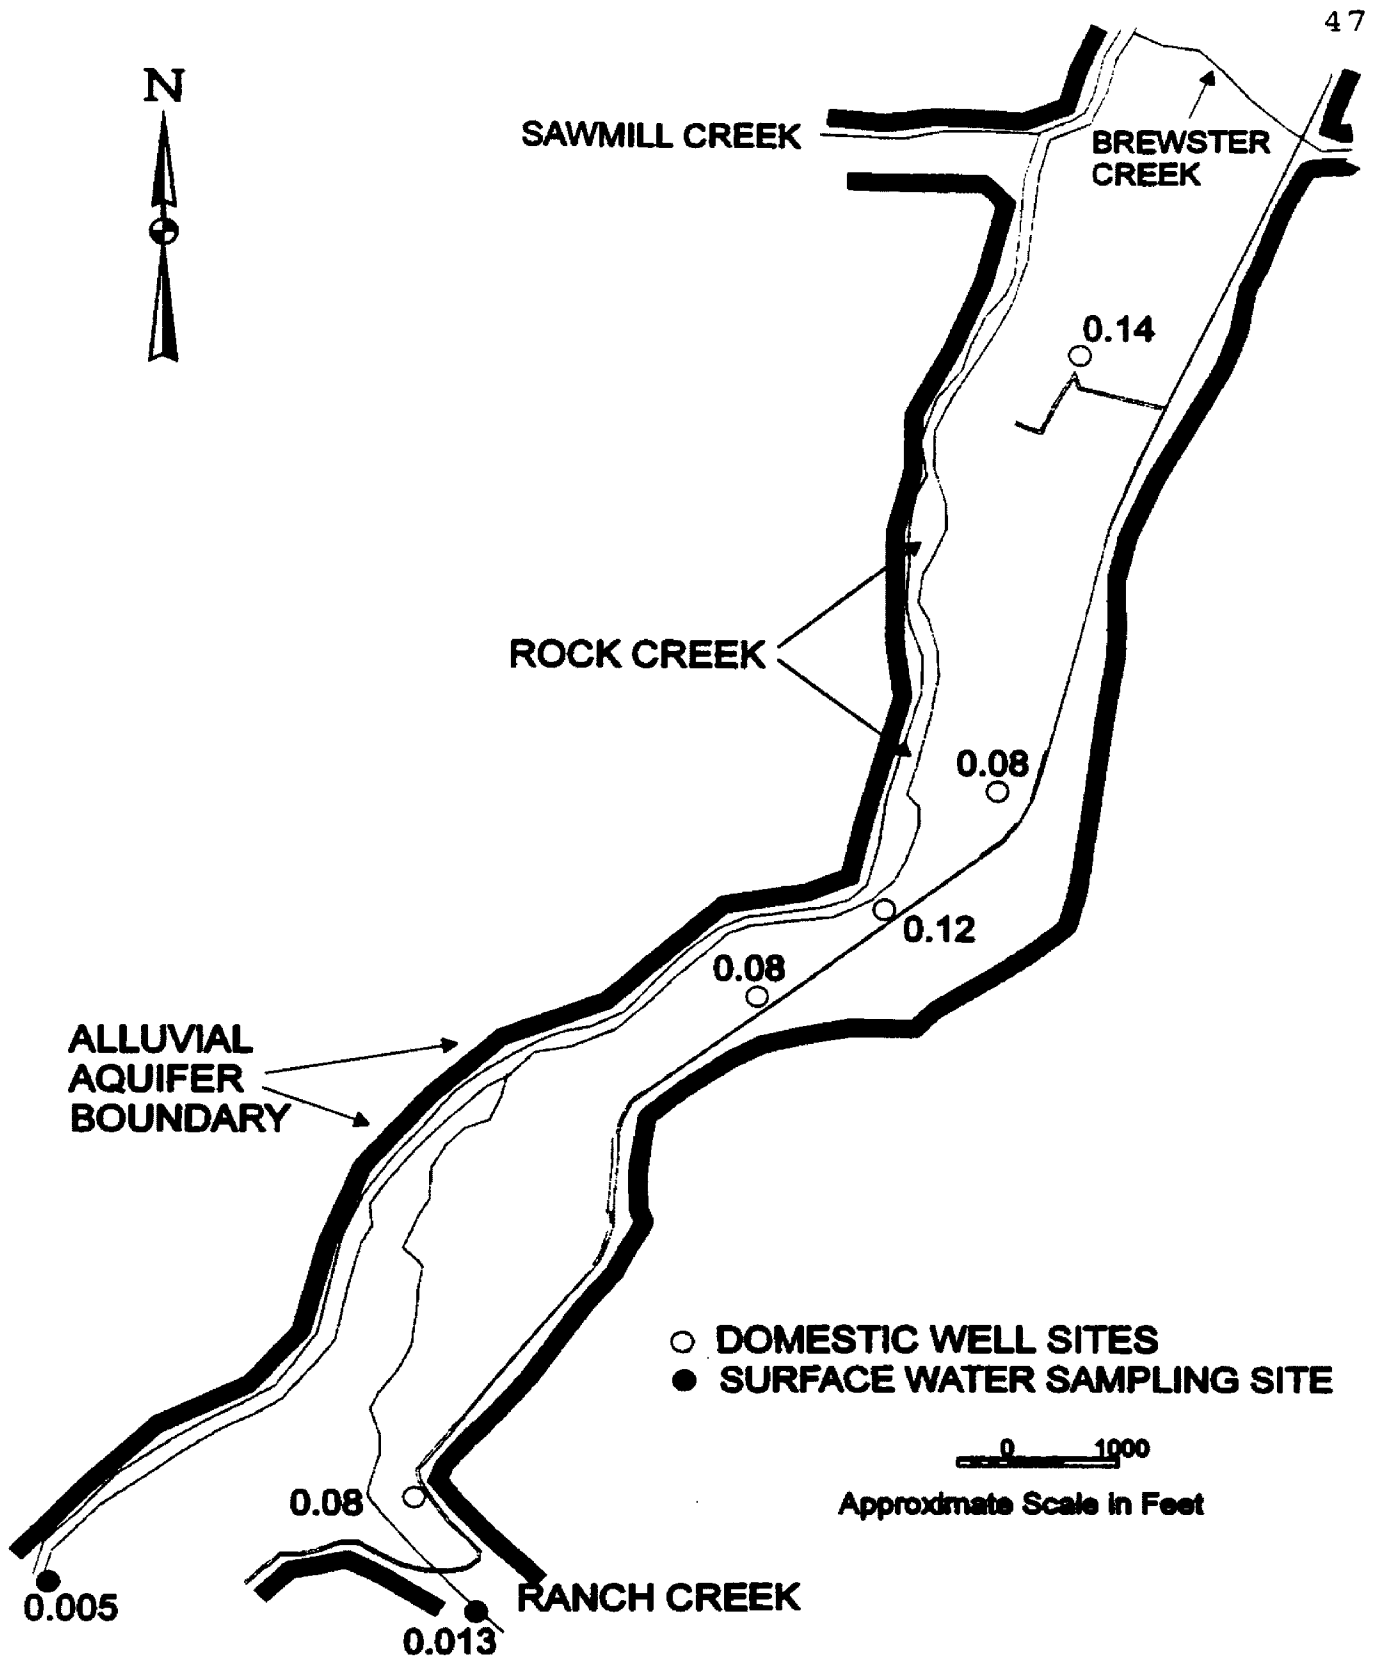 47
N
SAWMILL CREEK
BREWSTER
CREEK
0.14
ROCK CREEK
0.08
0.12
0.08
ALLUVIAL
AQUIFER
BOUNDARY
DOMESTIC WELL SITES
SURFACE WATER SAMPLING SITE
0 1000
Approximate Scale in Feet
0.08
RANCH CREEK
0.005
0.013